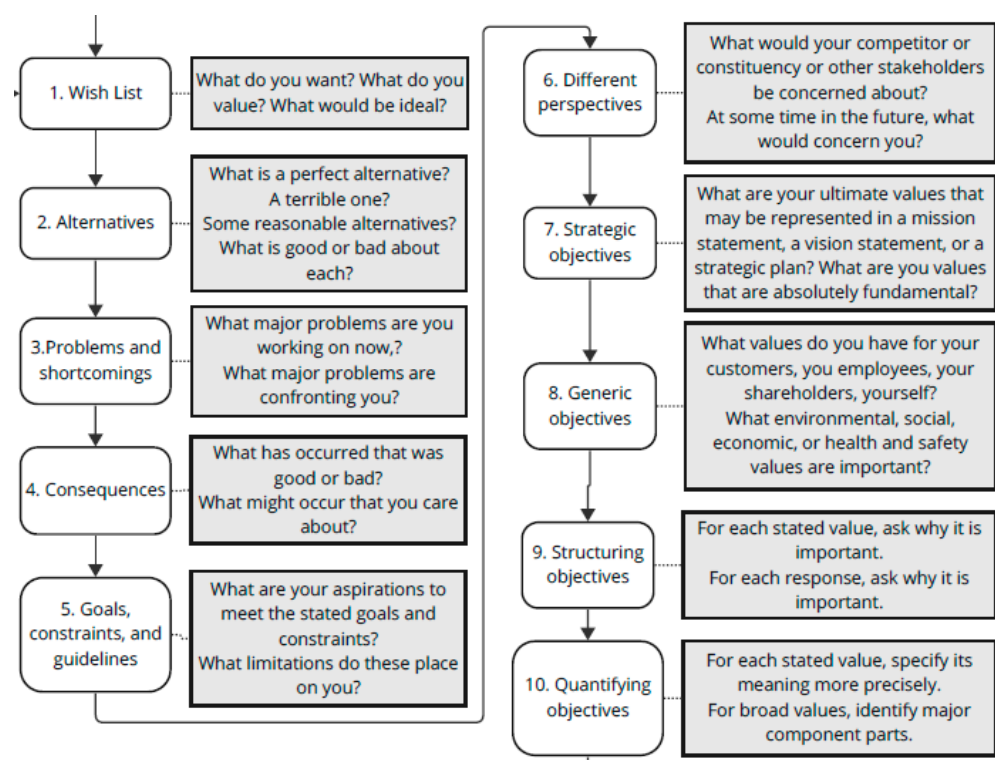 1. Wish List
What do you want? What do you
value? What would be ideal?
2. Alternatives
What is a perfect alternative?
A terrible one?
Some reasonable alternatives?
What is good or bad about
each?
3.Problems and
shortcomings
What major problems are you
working on now,?
What major problems are
confronting you?
4. Consequences
What has occurred that was
good or bad?
What might occur that you care
about?
5. Goals,
constraints, and
guidelines
What are your aspirations to
meet the stated goals and
constraints?
What limitations do these place
on you?
6. Different
perspectives
What would your competitor or
constituency or other stakeholders
be concerned about?
At some time in the future, what
would concern you?
7. Strategic
objectives
What are your ultimate values that
may be represented in a mission
statement, a vision statement, or a
strategic plan? What are you values
that are absolutely fundamental?
8. Generic
objectives
What values do you have for your
customers, you employees, your
shareholders, yourself?
What environmental, social,
economic, or health and safety
values are important?
9. Structuring
objectives
For each stated value, ask why it is
important.
For each response, ask why it is
important.
10. Quantifying
objectives
For each stated value, specify its
meaning more precisely.
For broad values, identify major
component parts.